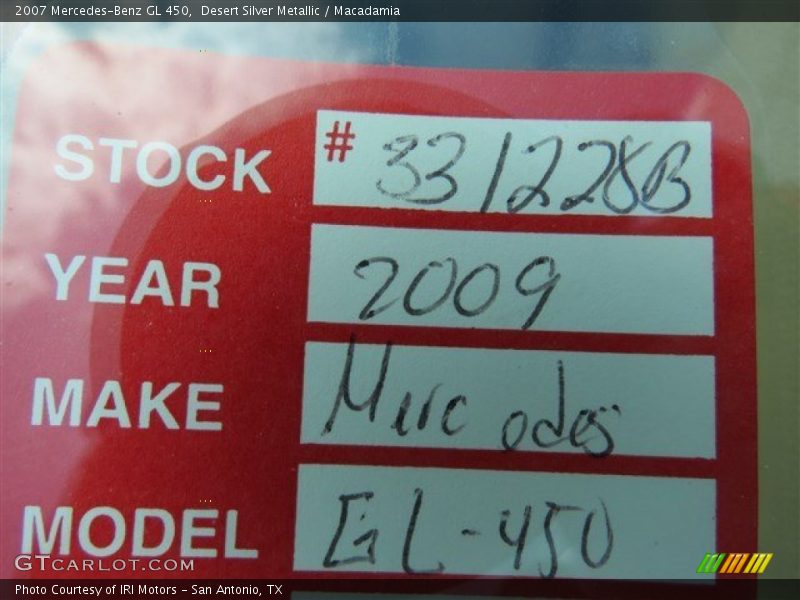 2007 Mercedes-Benz GL 450, Desert Silver Metallic / Macadamia
STOCK # 331228B
YEAR 2009
MAKE Mercedes
MODEL GL-450
GTCARLOT.COM
Photo Courtesy of IRI Motors - San Antonio, TX